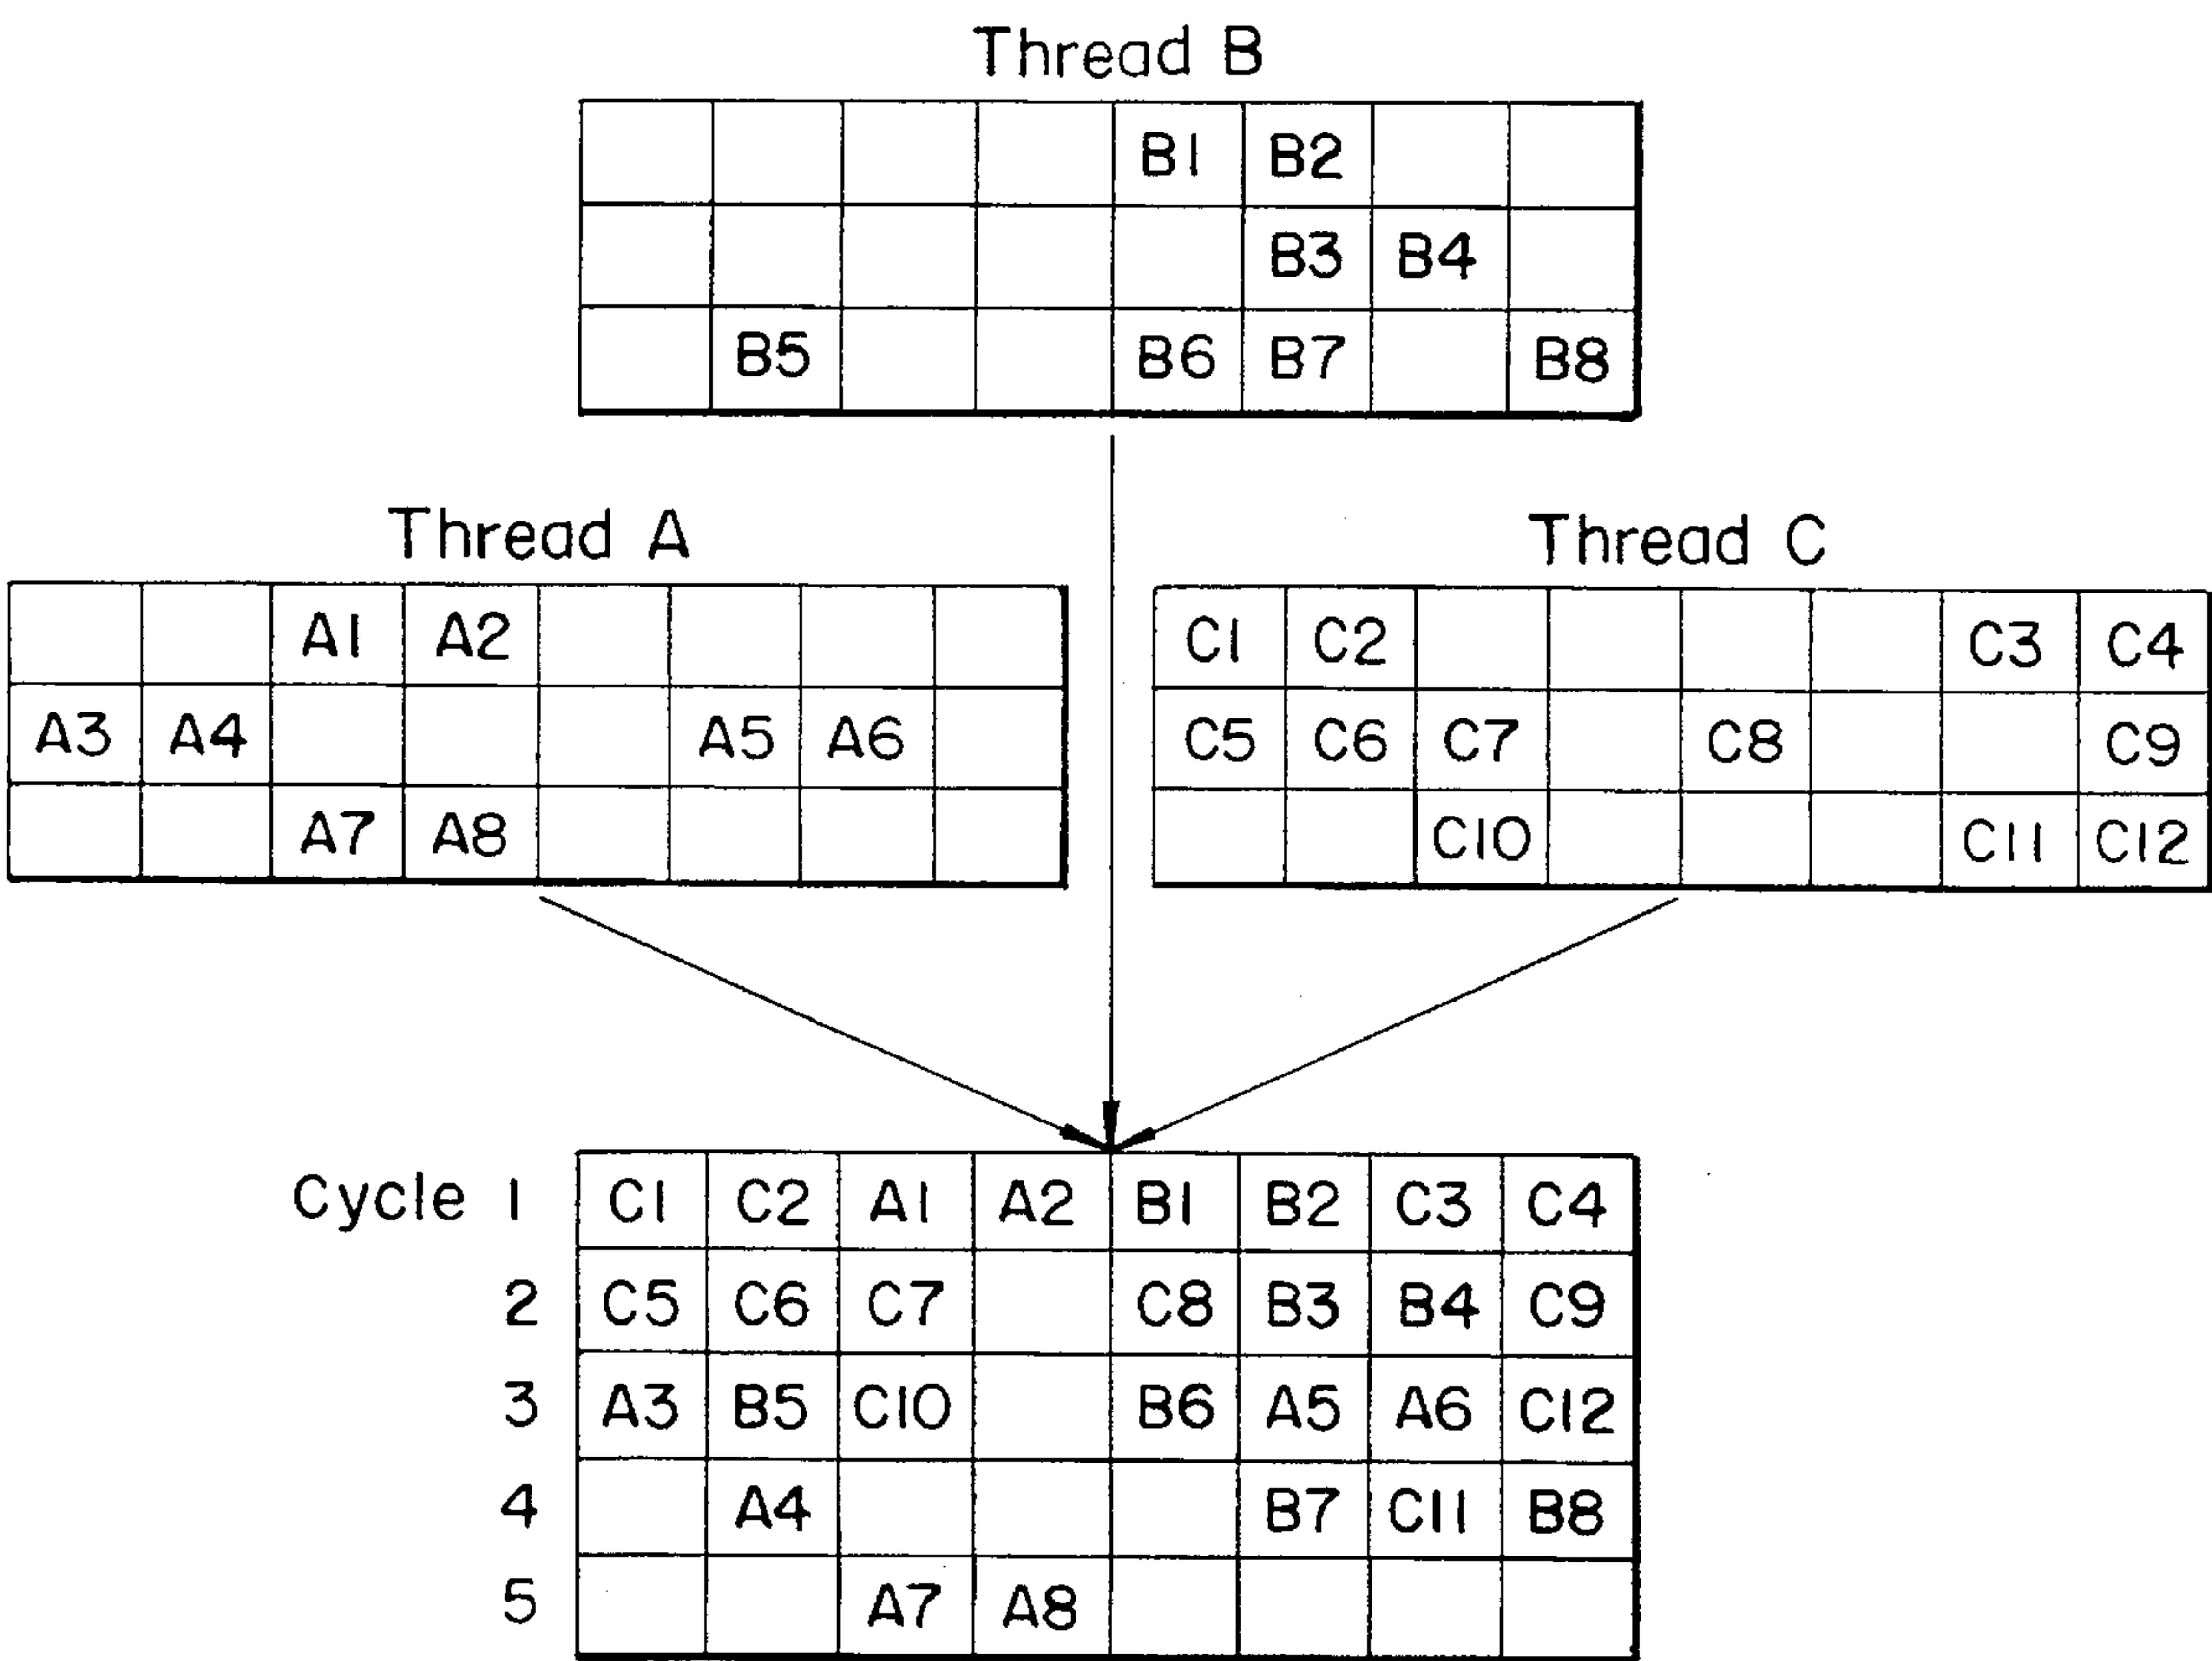 Thread B
B1 B2
B3 B4
B5 B6 B7 B8
Thread A
A1 A2
A3 A4 A5 A6
A7 A8
Thread C
C1 C2 C3 C4
C5 C6 C7 C8 C9
C10 C11 C12
Cycle 1 C1 C2 A1 A2 B1 B2 C3 C4
2 C5 C6 C7 C8 B3 B4 C9
3 A3 B5 C10 B6 A5 A6 C12
4 A4 B7 C11 B8
5 A7 A8